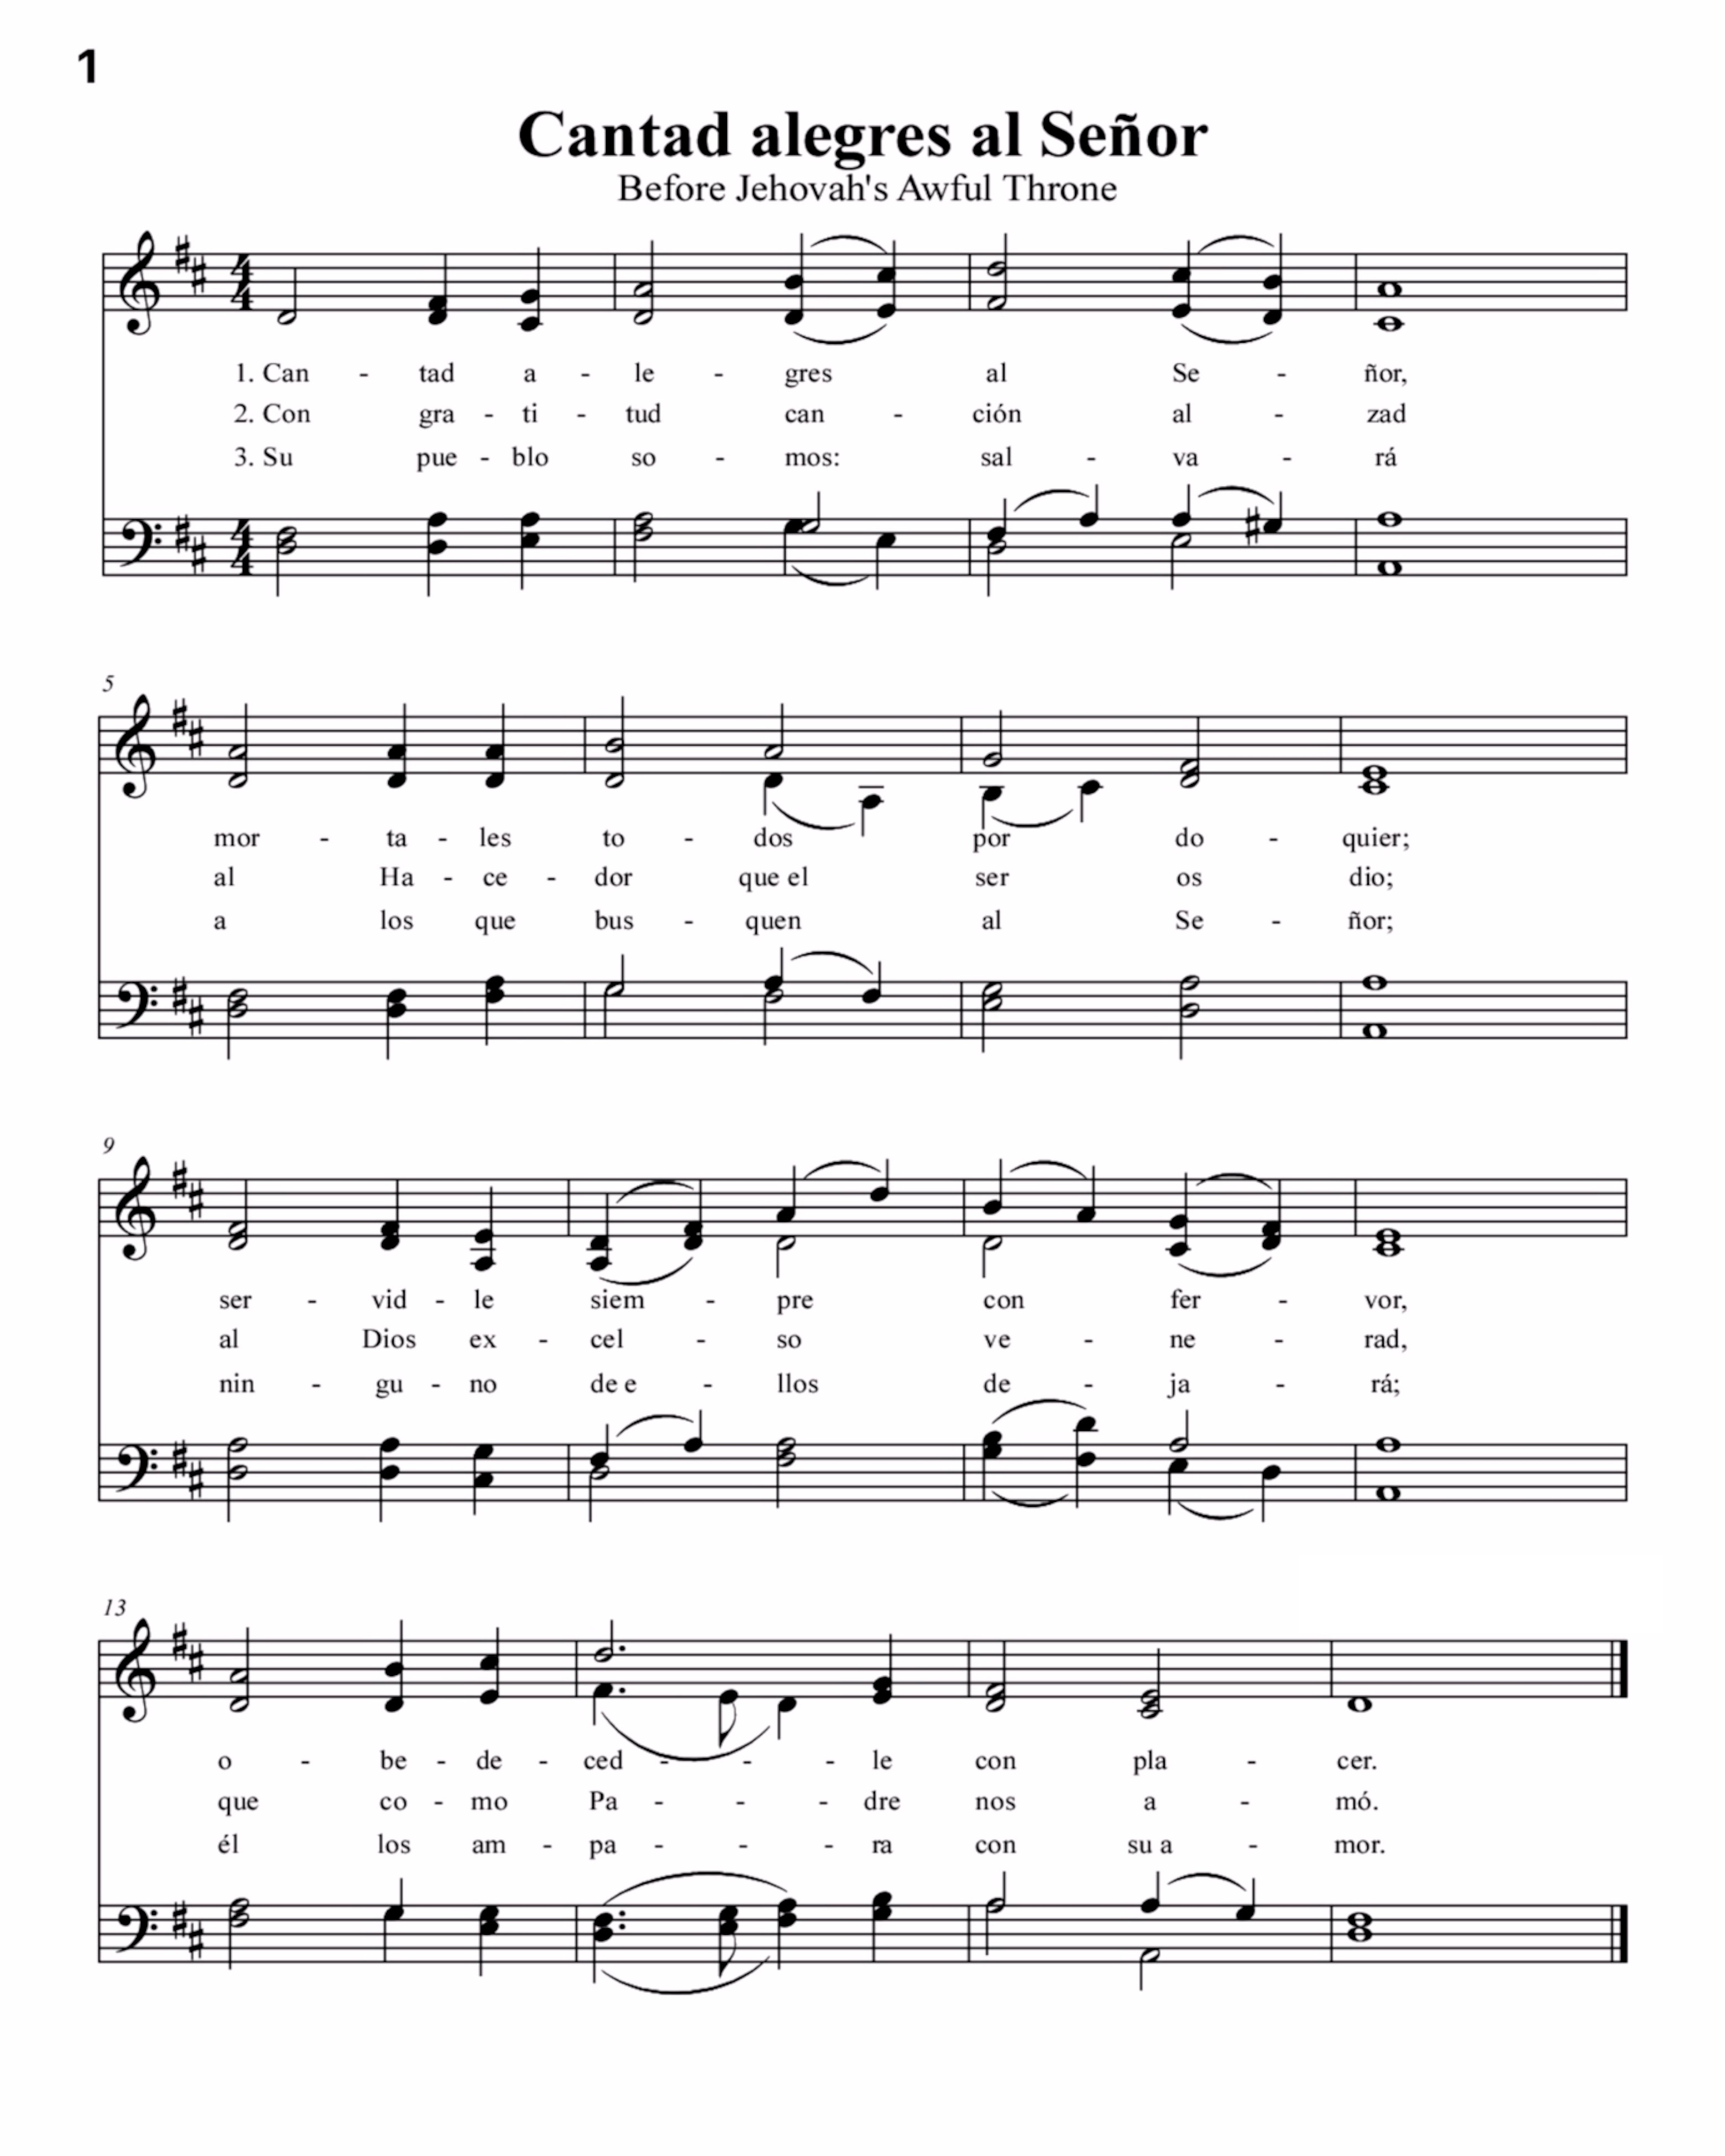 1
Cantad alegres al Señor
Before Jehovah's Awful Throne
4 4
1. Can - tad a - le - gres al Se - ñor,
2. Con gra - ti - tud can - ción al - zad
3. Su pue - blo so - mos: sal - va - rá
4 4
5
mor - ta - les to - dos por do - quier;
al Ha - ce - dor que el ser os dio;
a los que bus - quen al Se - ñor;
9
ser - vid - le siem - pre con fer - vor,
al Dios ex - cel - so ve - ne - rad,
nin - gu - no de e - llos de - ja - rá;
13
o - be - de - ced - - - le con pla - cer.
que co - mo Pa - - - dre nos a - mó.
él los am - pa - - - ra con su a - mor.